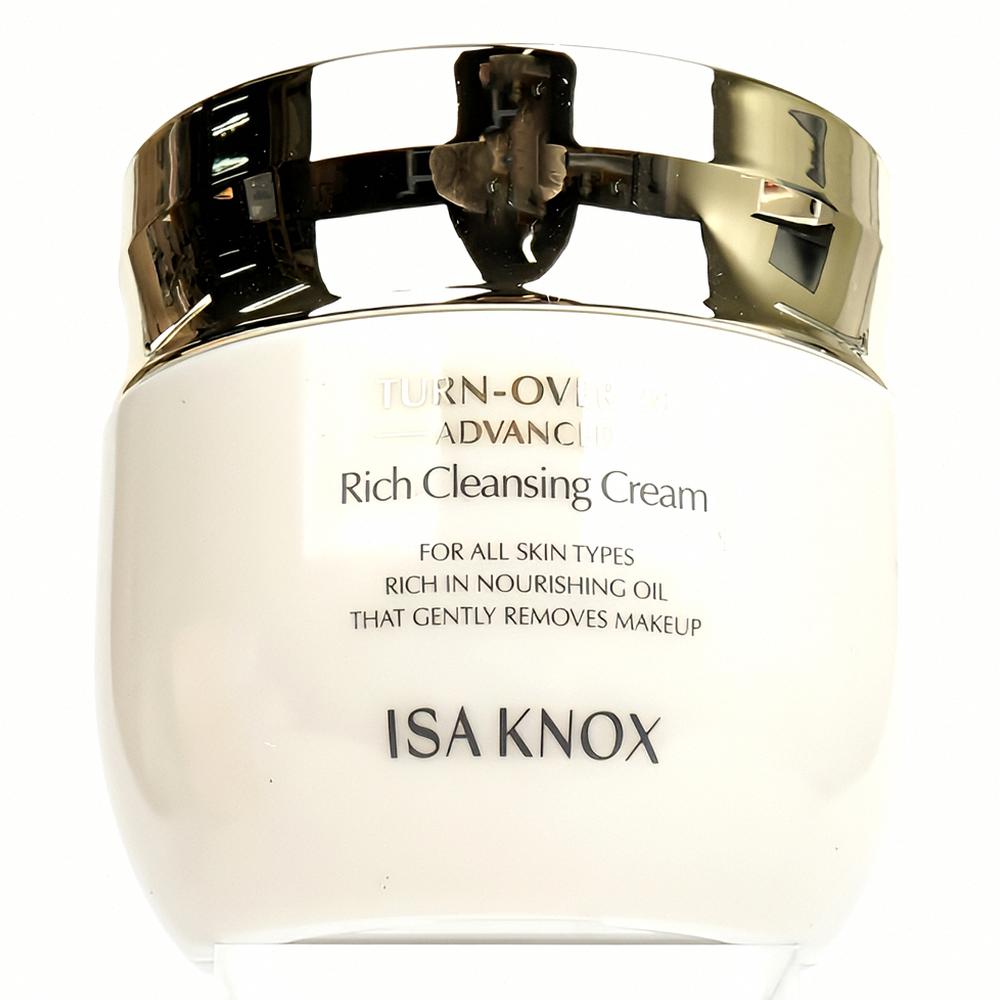 TURN-OVER
ADVANCED
Rich Cleansing Cream
FOR ALL SKIN TYPES
RICH IN NOURISHING OIL
THAT GENTLY REMOVES MAKEUP
ISA KNOX